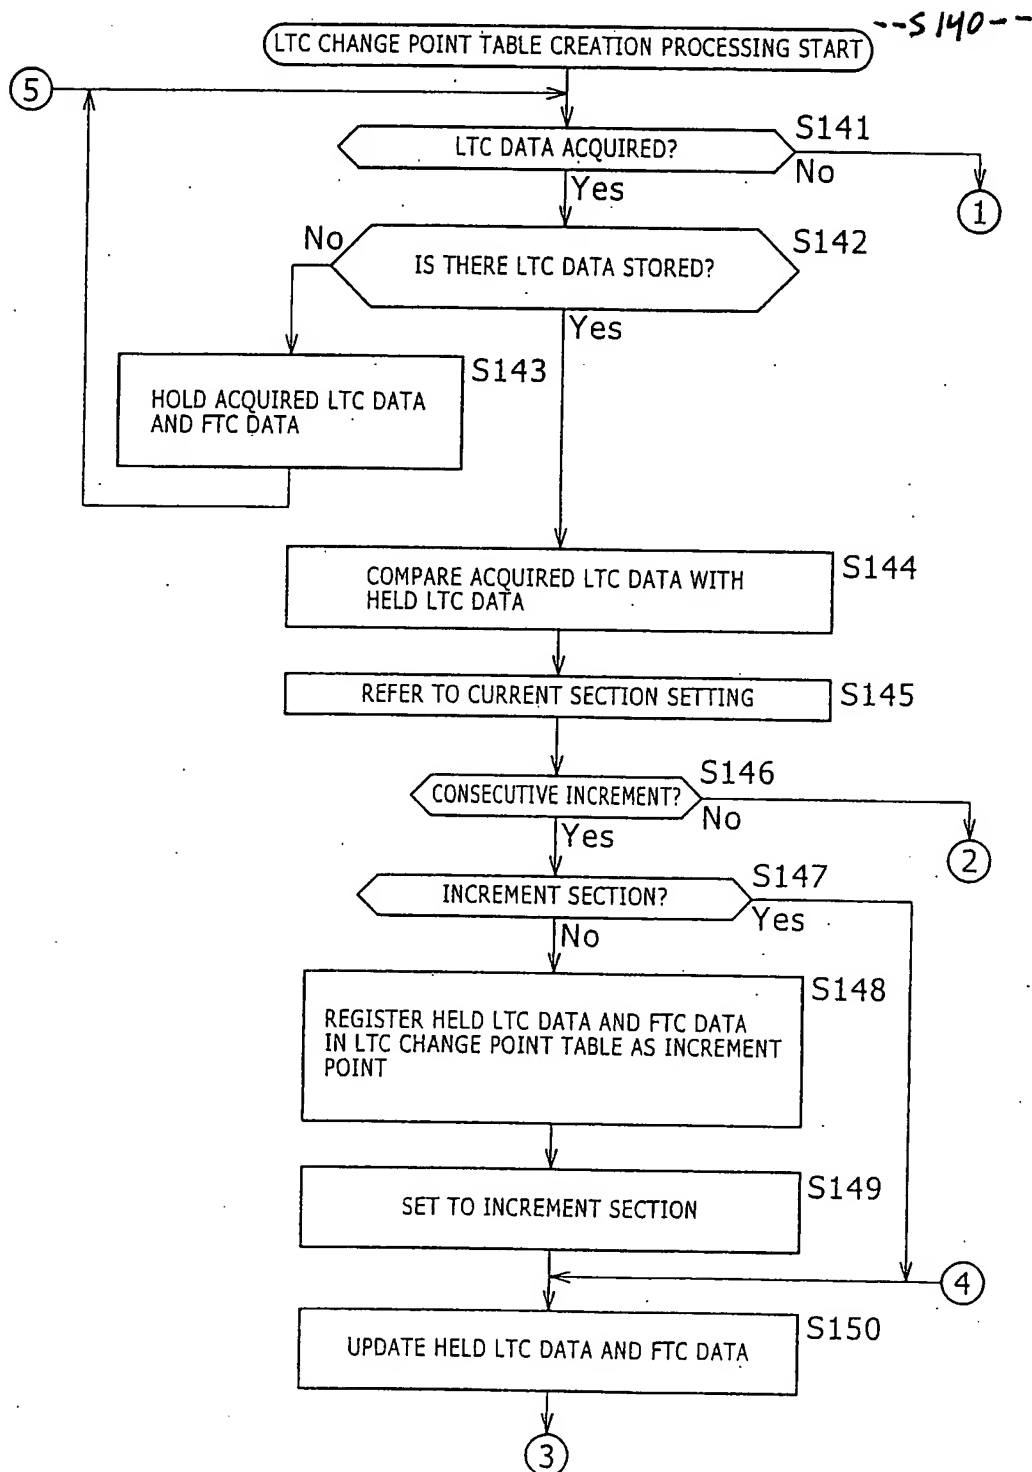 --S140--
LTC CHANGE POINT TABLE CREATION PROCESSING START
5
S141
LTC DATA ACQUIRED?
No
1
Yes
No
S142
IS THERE LTC DATA STORED?
Yes
S143
HOLD ACQUIRED LTC DATA
AND FTC DATA
S144
COMPARE ACQUIRED LTC DATA WITH
HELD LTC DATA
REFER TO CURRENT SECTION SETTING
S145
S146
CONSECUTIVE INCREMENT?
No
Yes
2
S147
INCREMENT SECTION?
Yes
No
S148
REGISTER HELD LTC DATA AND FTC DATA
IN LTC CHANGE POINT TABLE AS INCREMENT
POINT
S149
SET TO INCREMENT SECTION
4
S150
UPDATE HELD LTC DATA AND FTC DATA
3